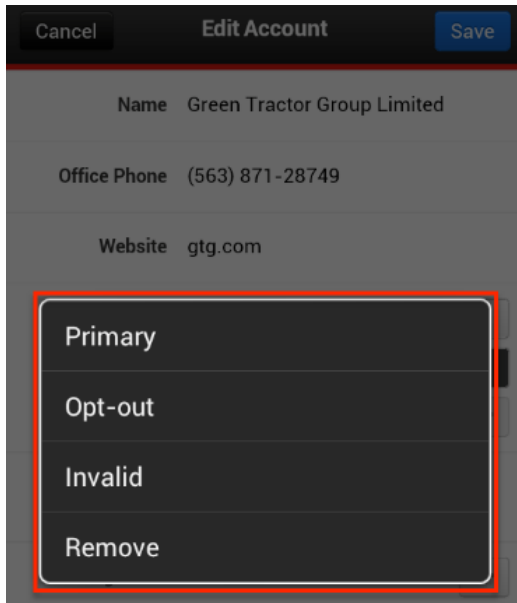 Cancel Edit Account Save
Name Green Tractor Group Limited
Office Phone (563) 871-28749
Website gtg.com
Primary
Opt-out
Invalid
Remove